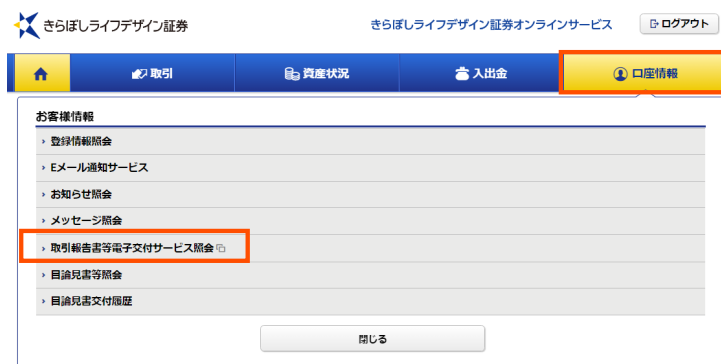 きらぼしライフデザイン証券
きらぼしライフデザイン証券オンラインサービス
ログアウト
取引
資産状況
入出金
口座情報
お客様情報
登録情報照会
Eメール通知サービス
お知らせ照会
メッセージ照会
取引報告書等電子交付サービス照会
目論見書等照会
目論見書交付履歴
閉じる